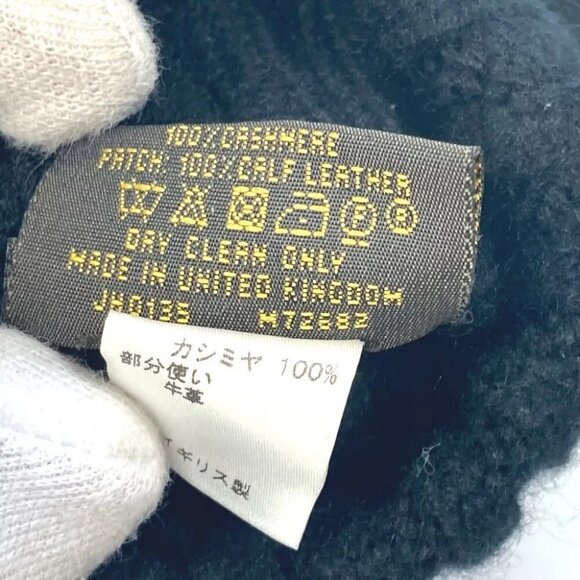 100%CASHMERE
PATCH: 100%CALF LEATHER
DRY CLEAN ONLY
MADE IN UNITED KINGDOM
JH0135 M72282
カシミヤ 100%
部分使い
牛革
イギリス製